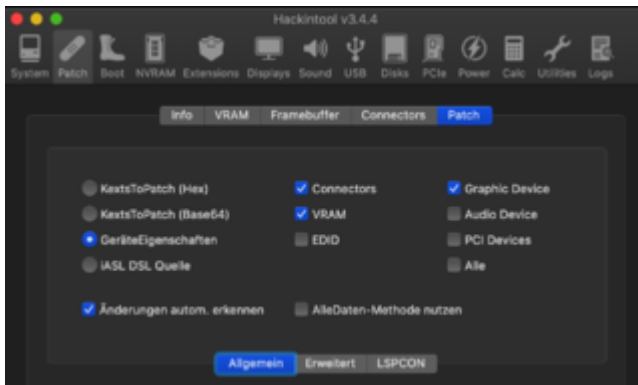 Hackintool v3.4.4
System Patch Boot NVRAM Extensions Displays Sound USB Disks PCIe Power Calc Utilities Logs
Info VRAM Framebuffer Connectors Patch
KextsToPatch (Hex) Connectors Graphic Device
KextsToPatch (Base64) VRAM Audio Device
GeräteEigenschaften EDID PCI Devices
iASL DSL Quelle Alle
Änderungen autom. erkennen AlleDaten-Methode nutzen
Allgemein Erweitert LSPCON